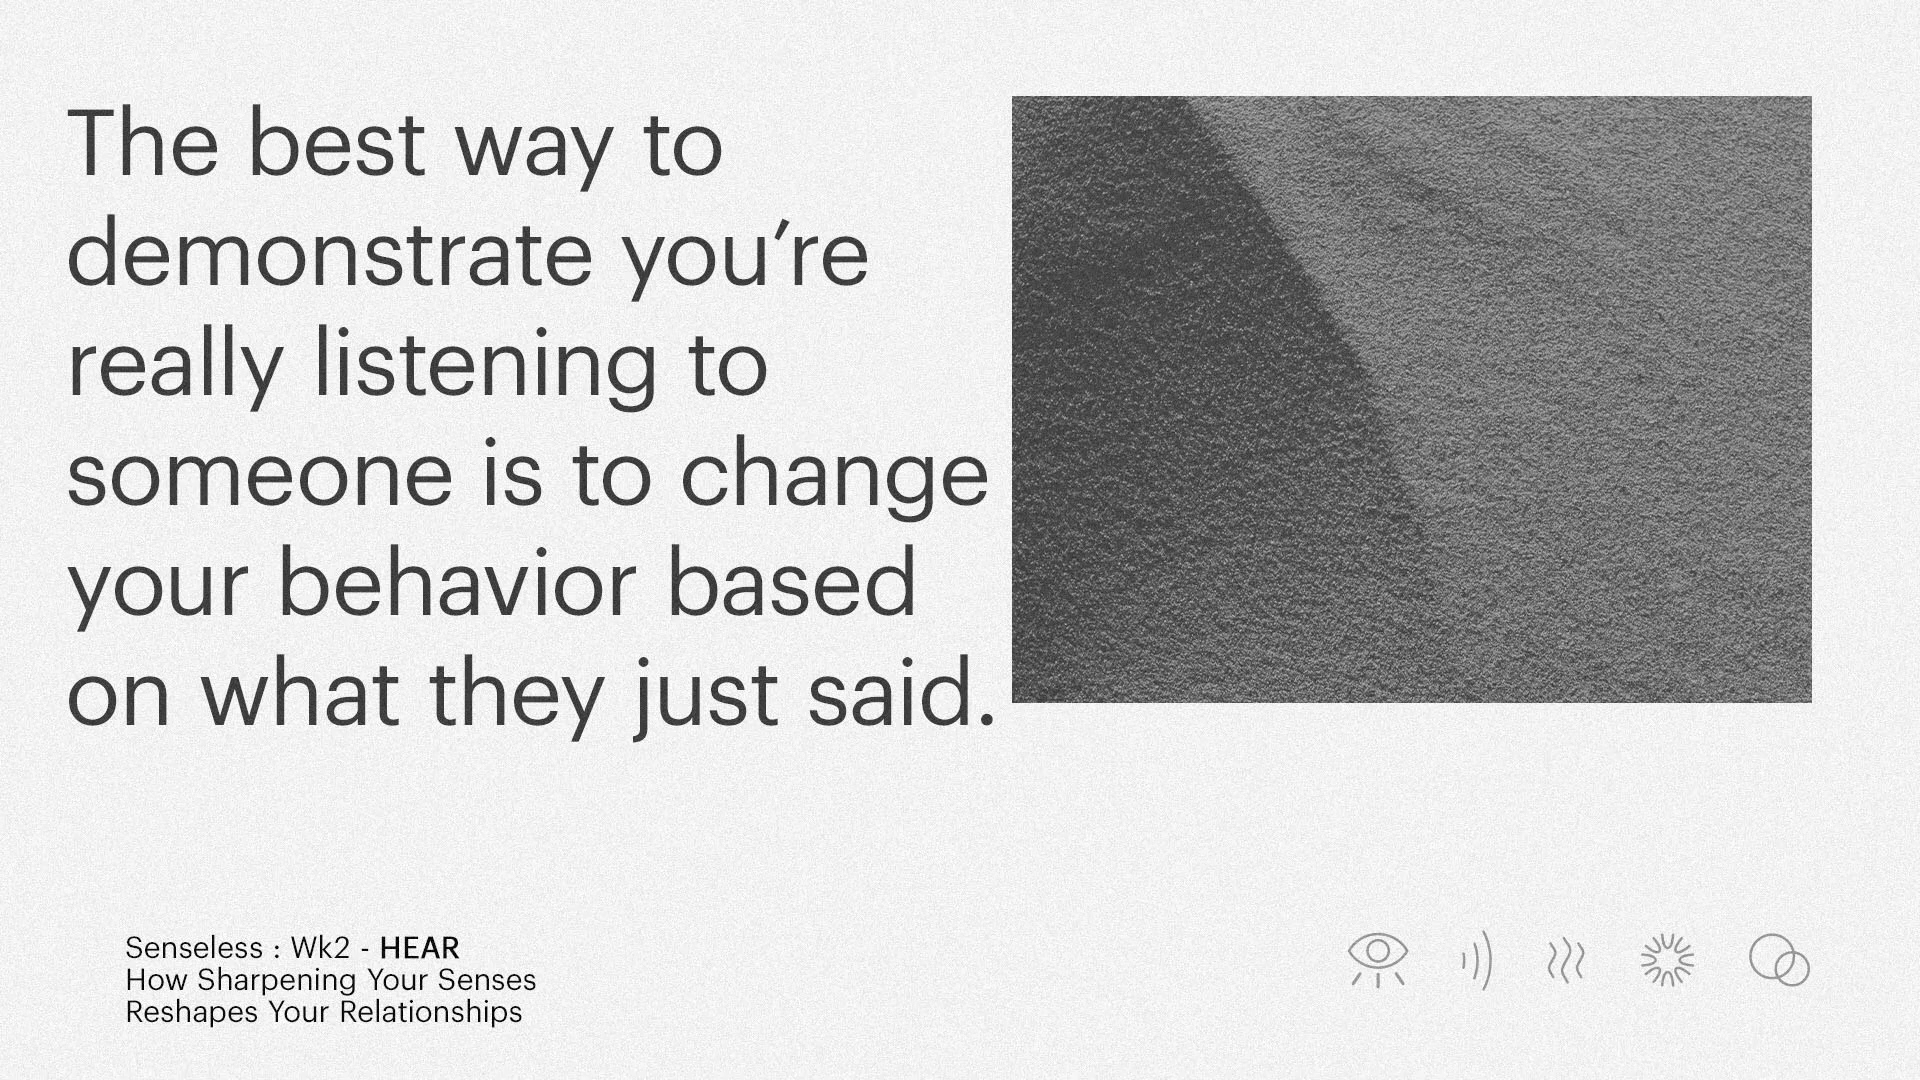 The best way to
demonstrate you’re
really listening to
someone is to change
your behavior based
on what they just said.
Senseless : Wk2 - HEAR
How Sharpening Your Senses
Reshapes Your Relationships